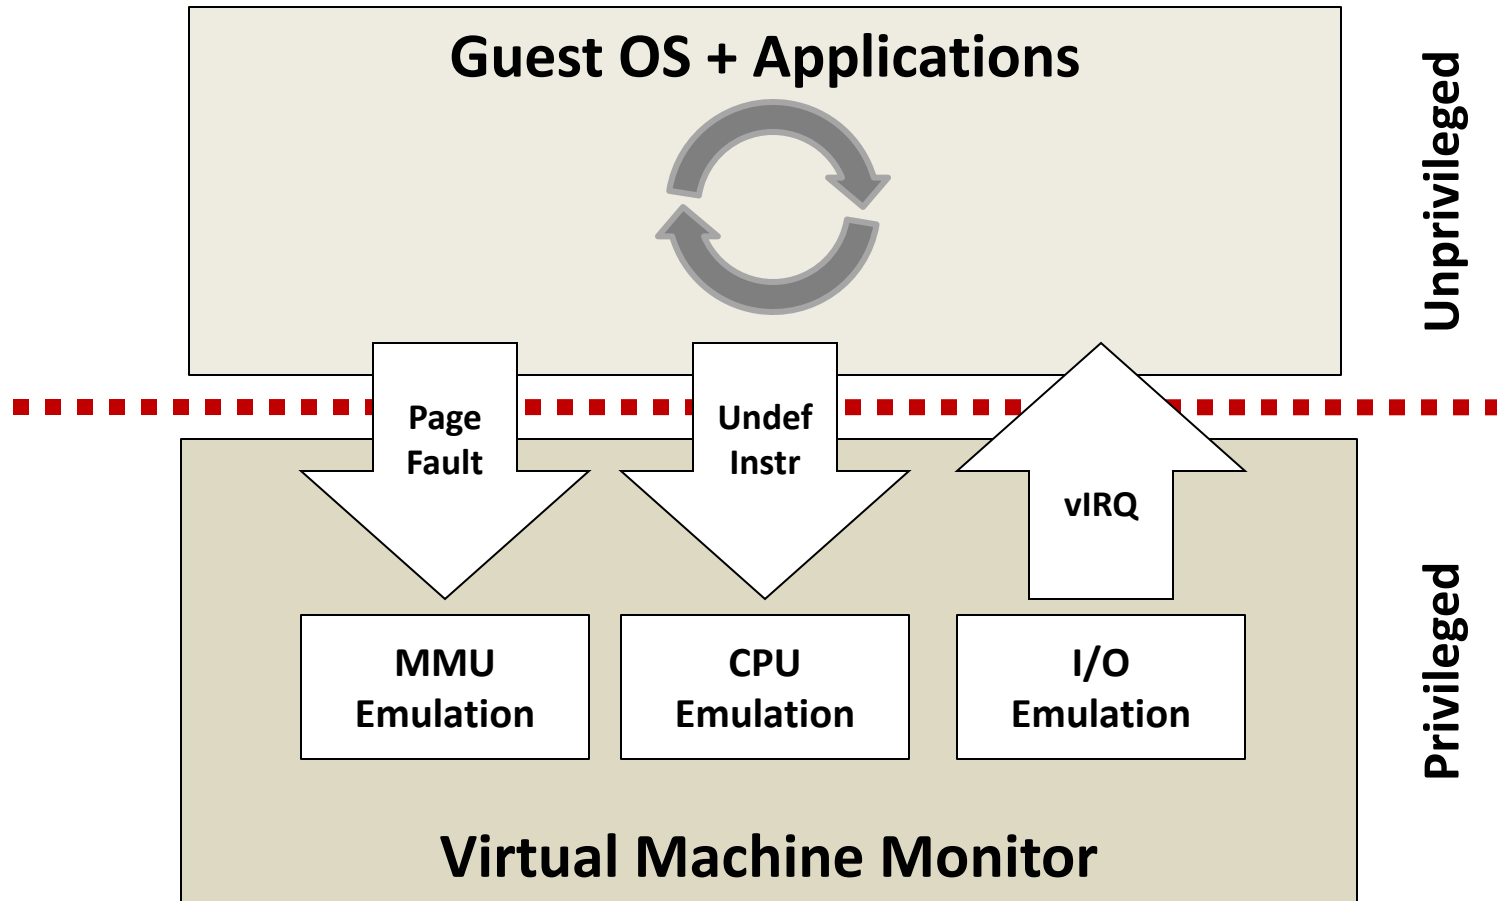 Guest OS + Applications
Unprivileged
Page
Fault
Undef
Instr
vIRQ
MMU
Emulation
CPU
Emulation
I/O
Emulation
Privileged
Virtual Machine Monitor